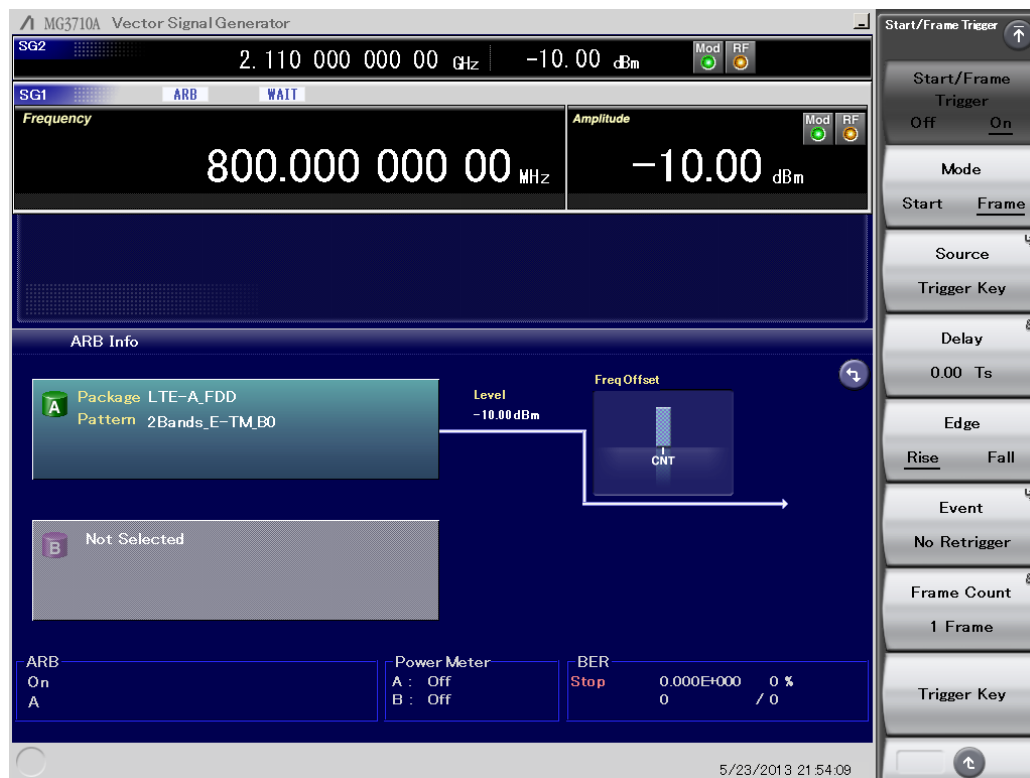 MG3710A Vector Signal Generator
SG2
2. 110 000 000 00 GHz -10. 00 dBm Mod RF
SG1 ARB WAIT
Frequency
800.000 000 00 MHz
Amplitude Mod RF
-10.00 dBm
ARB Info
A Package LTE-A_FDD
Pattern 2Bands_E-TM_B0
Level
-10.00dBm
Freq Offset
CNT
B Not Selected
ARB
On
A
Power Meter
A : Off
B : Off
BER
Stop 0.000E+000 0 %
0 / 0
5/23/2013 21:54:09
Start/Frame Trigger
Start/Frame
Trigger
Off On
Mode
Start Frame
Source
Trigger Key
Delay
0.00 Ts
Edge
Rise Fall
Event
No Retrigger
Frame Count
1 Frame
Trigger Key